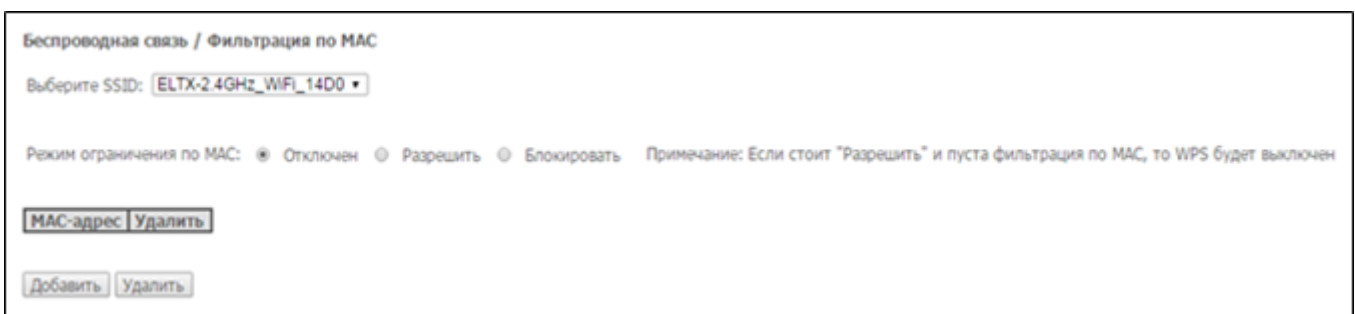 Беспроводная связь / Фильтрация по MAC
Выберите SSID: ELTX-2.4GHz_WiFi_14D0
Режим ограничения по MAC: Отключен Разрешить Блокировать Примечание: Если стоит "Разрешить" и пуста фильтрация по MAC, то WPS будет выключен
MAC-адрес Удалить
Добавить Удалить